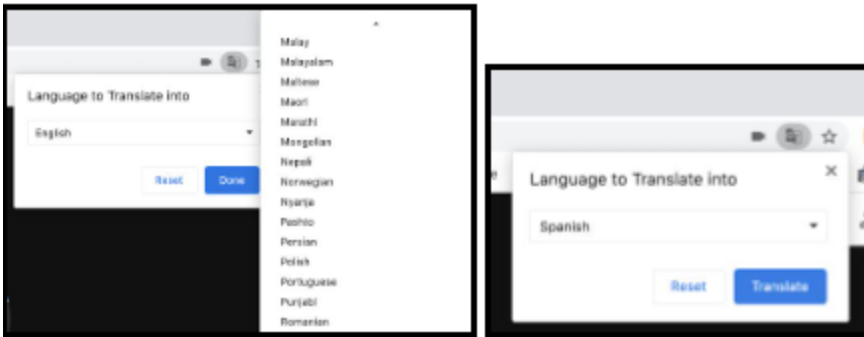 Language to Translate into
English
Reset
Done
Malay
Malayalam
Maltese
Maori
Marathi
Mongolian
Nepali
Norwegian
Nyanja
Pashto
Persian
Polish
Portuguese
Punjabi
Romanian
Language to Translate into
Spanish
Reset
Translate